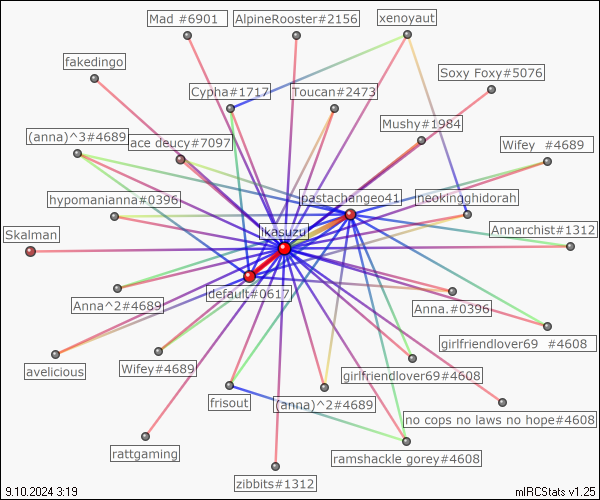 Mad #6901
AlpineRooster#2156
xenoyaut
fakedingo
Soxy Foxy#5076
Cypha#1717
Toucan#2473
Mushy#1984
(anna)^3#4689
ace deucy#7097
Wifey #4689
hypomanianna#0396
pastachangeo41
neokingghidorah
Skalman
ikasuzu
Annarchist#1312
default#0617
Anna^2#4689
Anna.#0396
girlfriendlover69 #4608
avelicious
Wifey#4689
girlfriendlover69#4608
frisout
(anna)^2#4689
no cops no laws no hope#4608
rattgaming
ramshackle gorey#4608
zibbits#1312
9.10.2024 3:19
mIRCStats v1.25